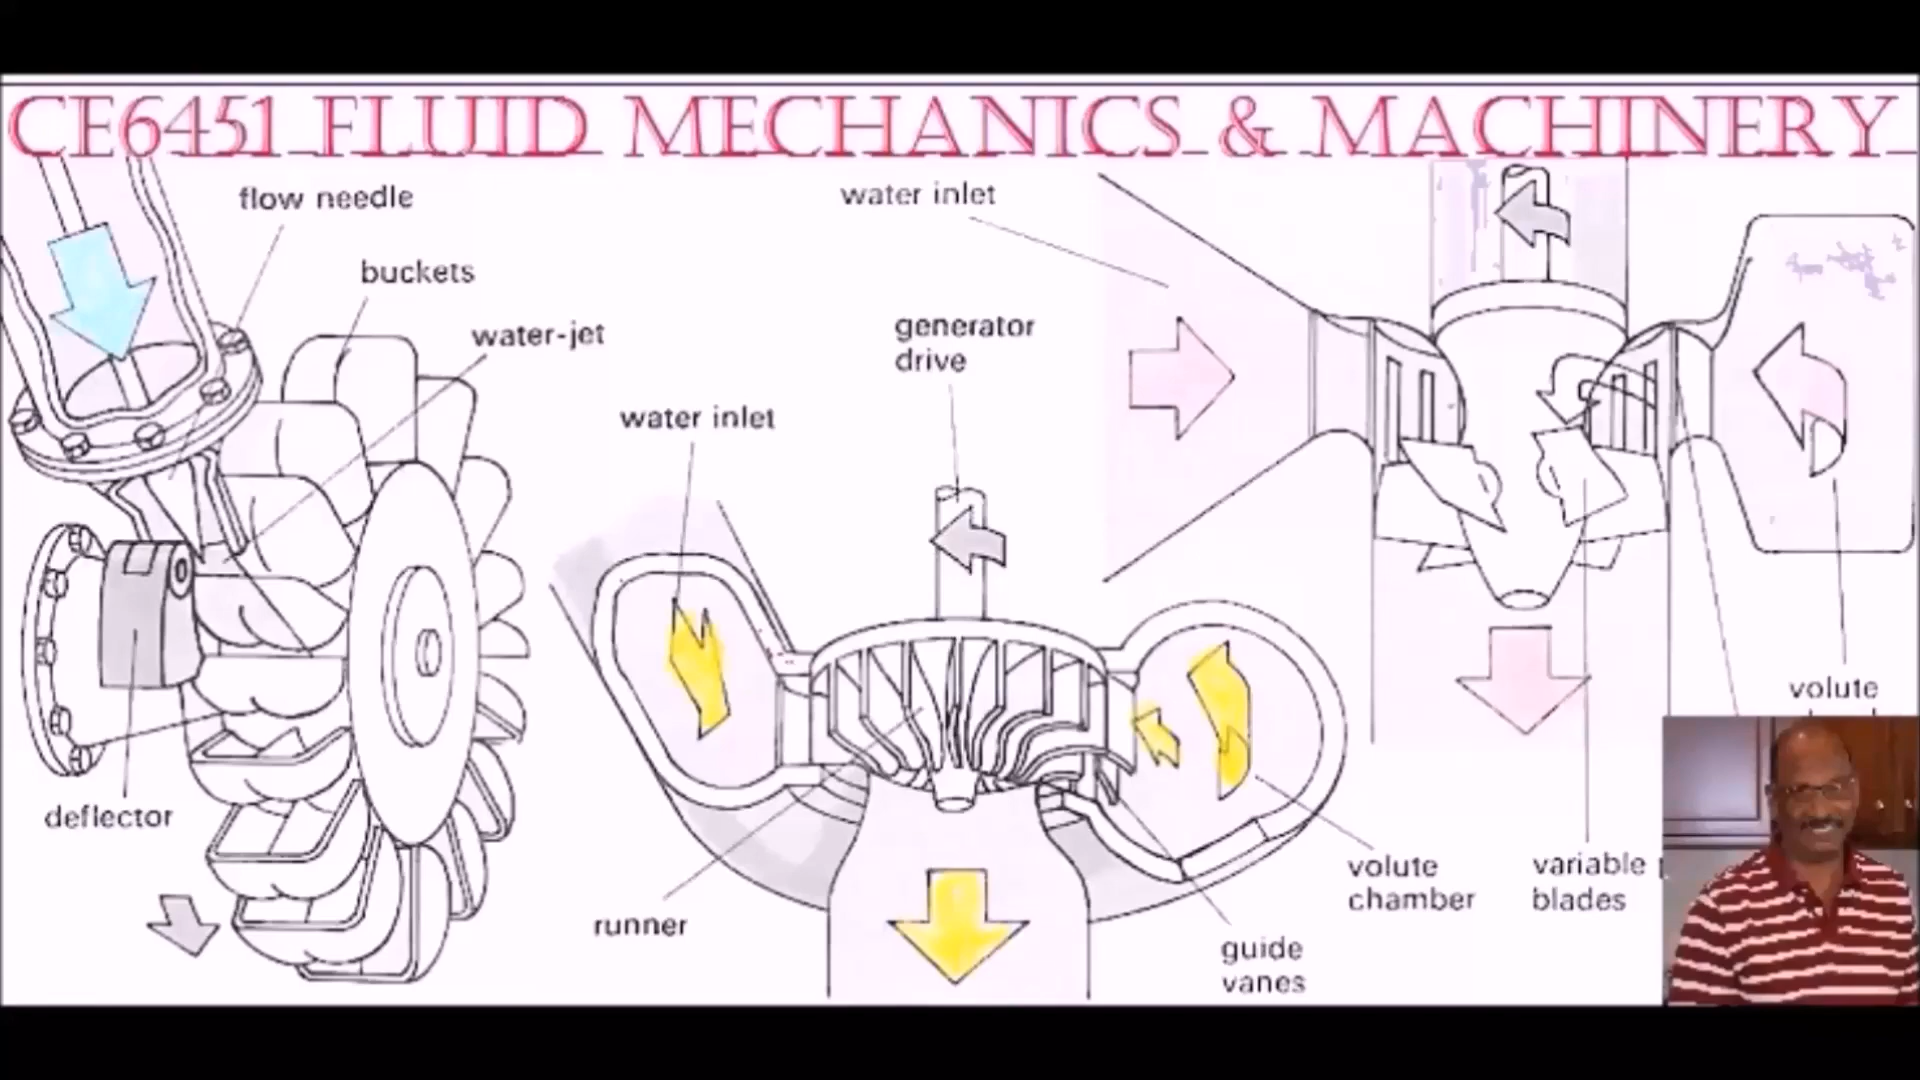 CE6451 FLUID MECHANICS & MACHINERY
flow needle
buckets
water-jet
deflector
water inlet
generator
drive
water inlet
runner
volute
chamber
guide
vanes
variable
blades
volute